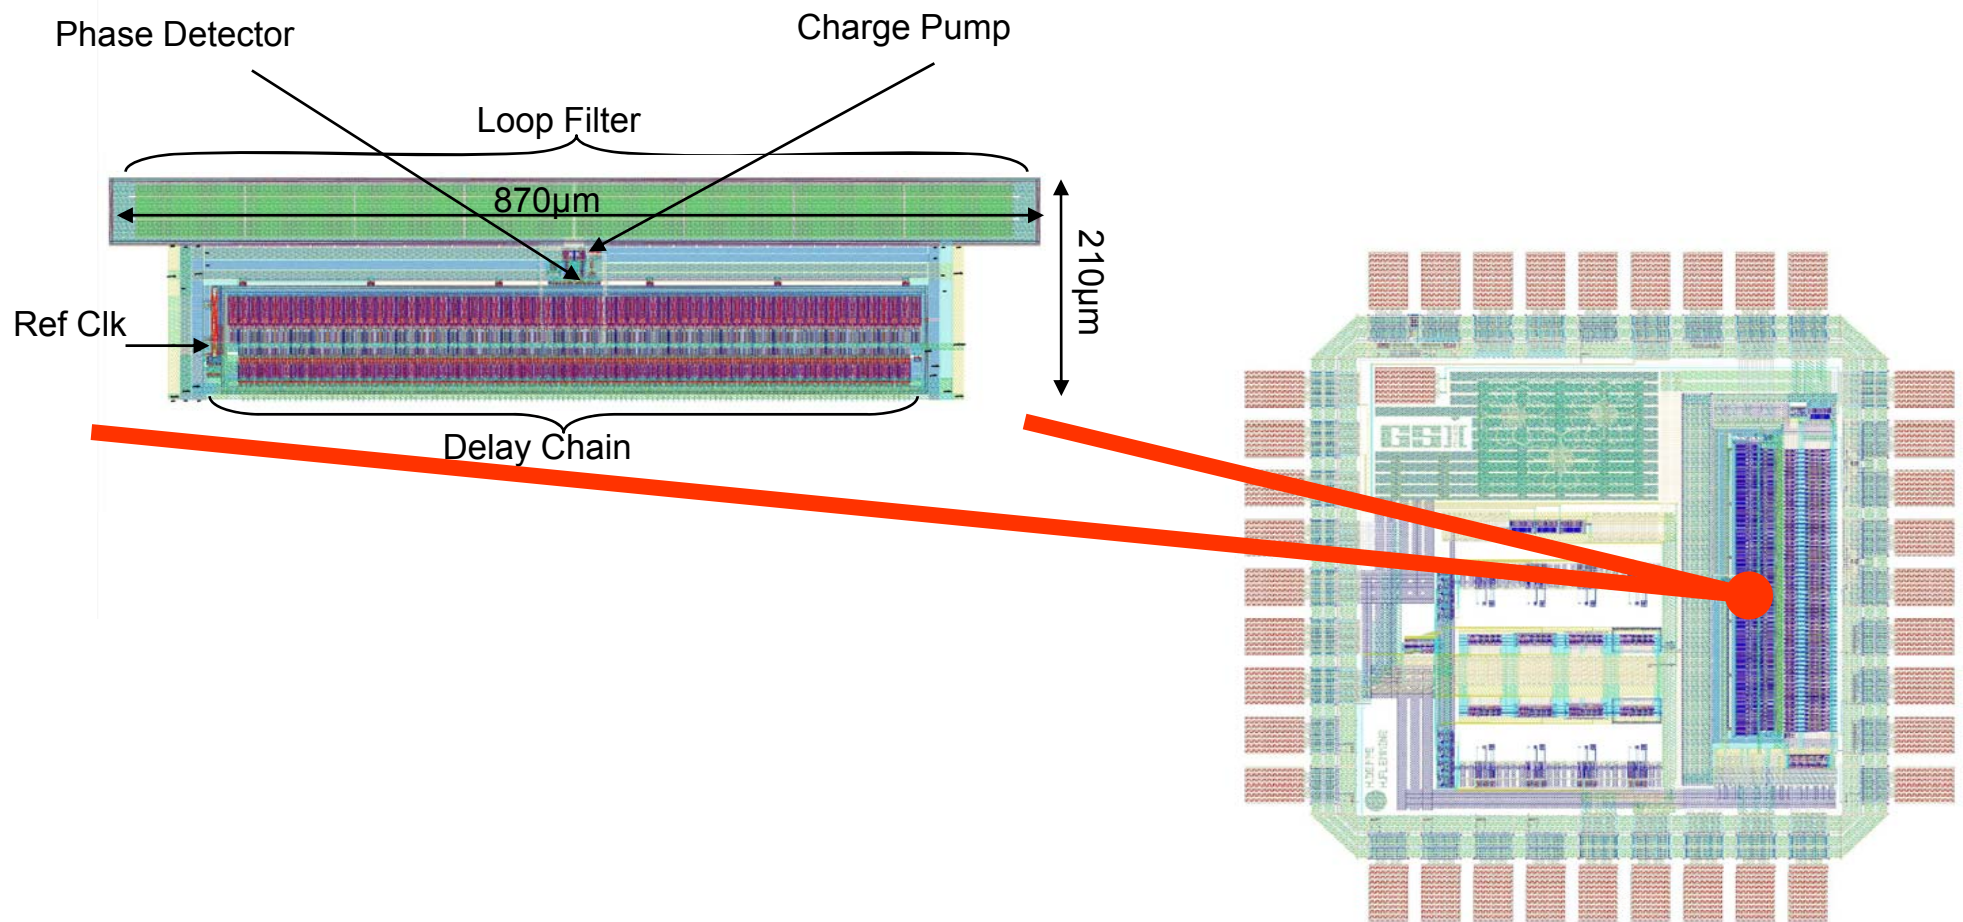 Phase Detector
Charge Pump
Loop Filter
870µm
210µm
Ref Clk
Delay Chain
GSI